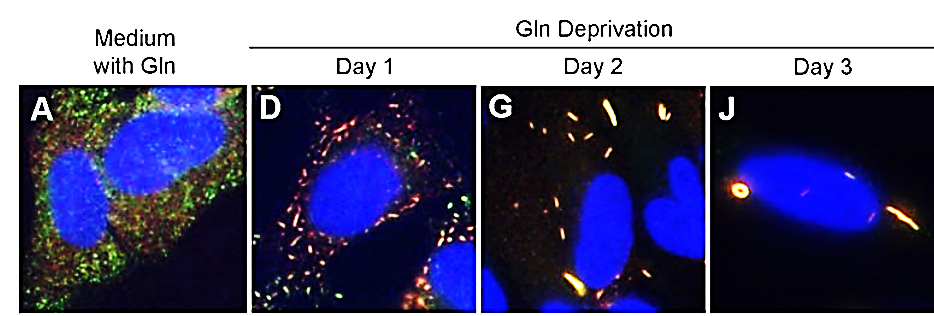 Gln Deprivation
Medium
with Gln
Day 1
Day 2
Day 3
A
D
G
J